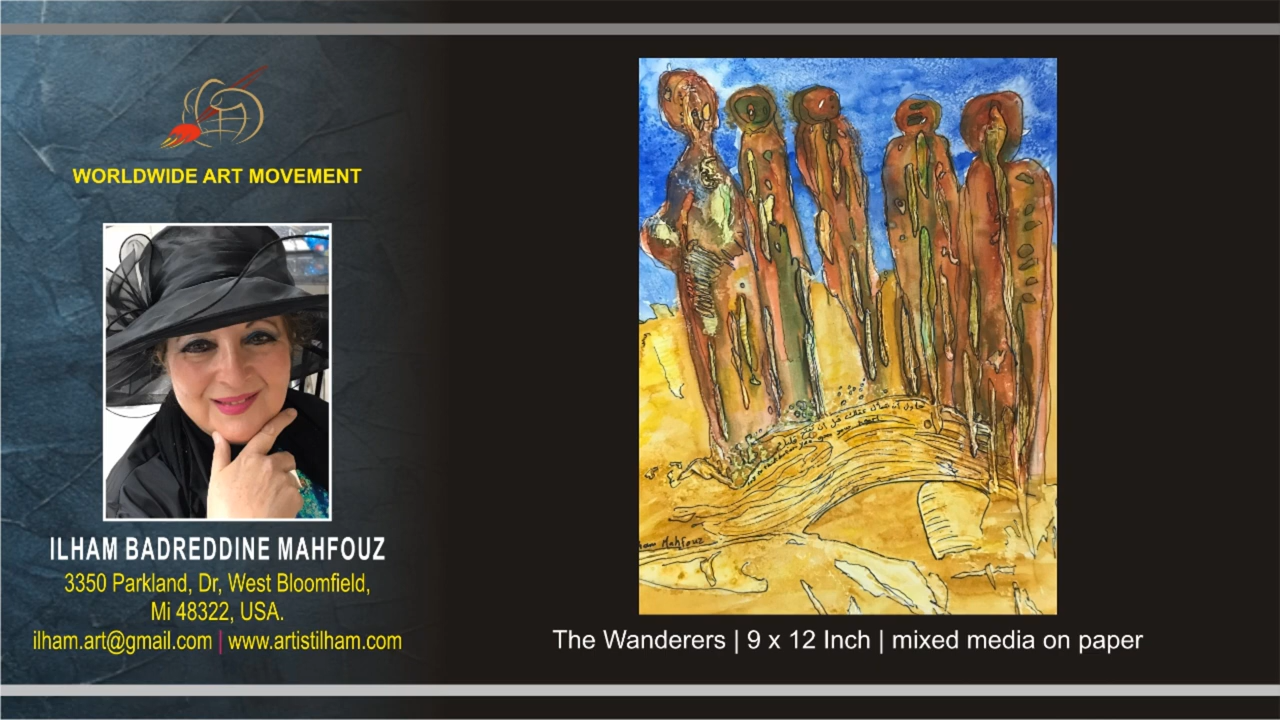 WORLDWIDE ART MOVEMENT
ILHAM BADREDDINE MAHFOUZ
3350 Parkland, Dr, West Bloomfield,
Mi 48322, USA.
ilham.art@gmail.com | www.artistilham.com
Mahfouz
The Wanderers | 9 x 12 Inch | mixed media on paper